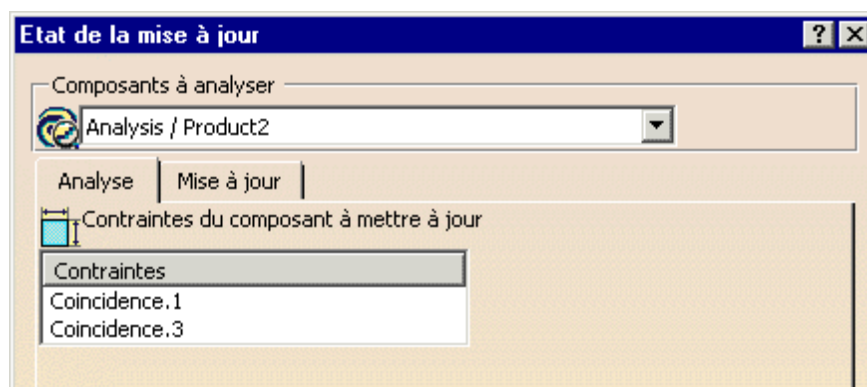 Etat de la mise à jour
Composants à analyser
Analysis / Product2
Analyse Mise à jour
Contraintes du composant à mettre à jour
Contraintes
Coincidence.1
Coincidence.3